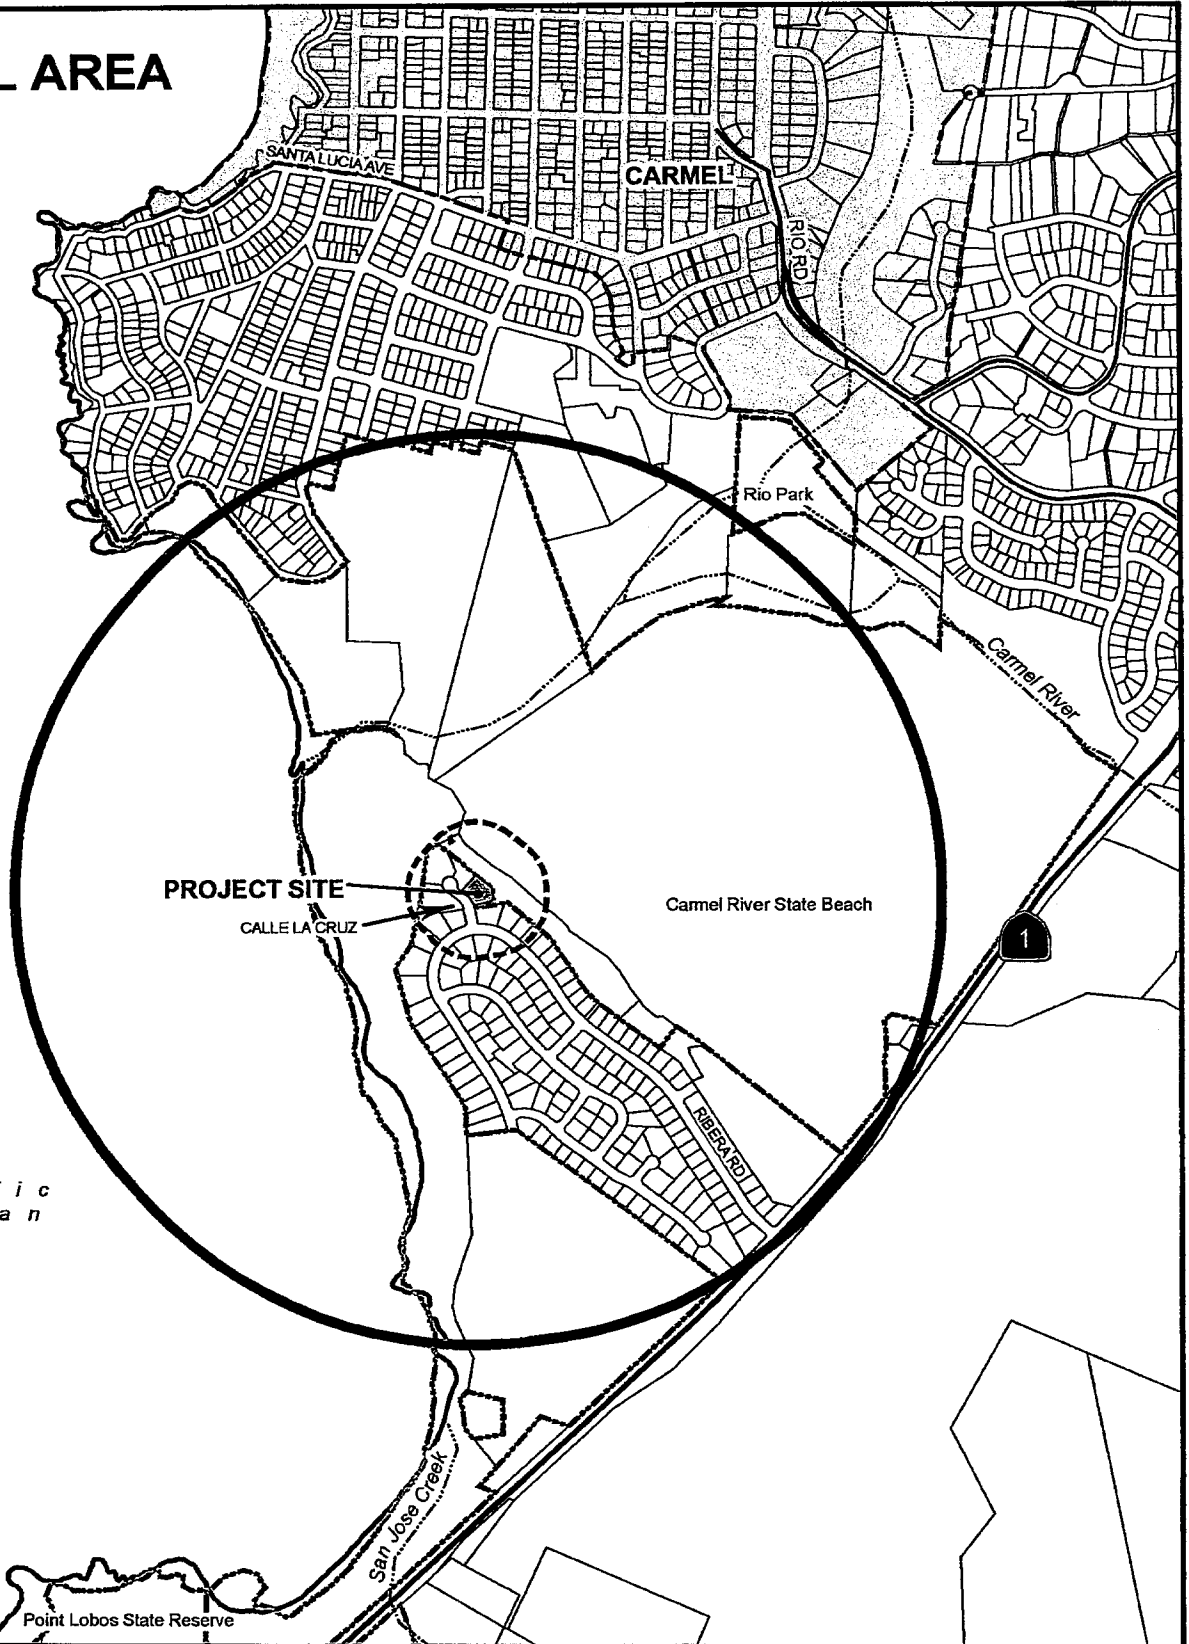 L AREA
SANTA LUCIA AVE
CARMEL
RIO RD
Rio Park
Carmel River
PROJECT SITE
CALLE LA CRUZ
Carmel River State Beach
1
RIBERA RD
i c
a n
San Jose Creek
Point Lobos State Reserve